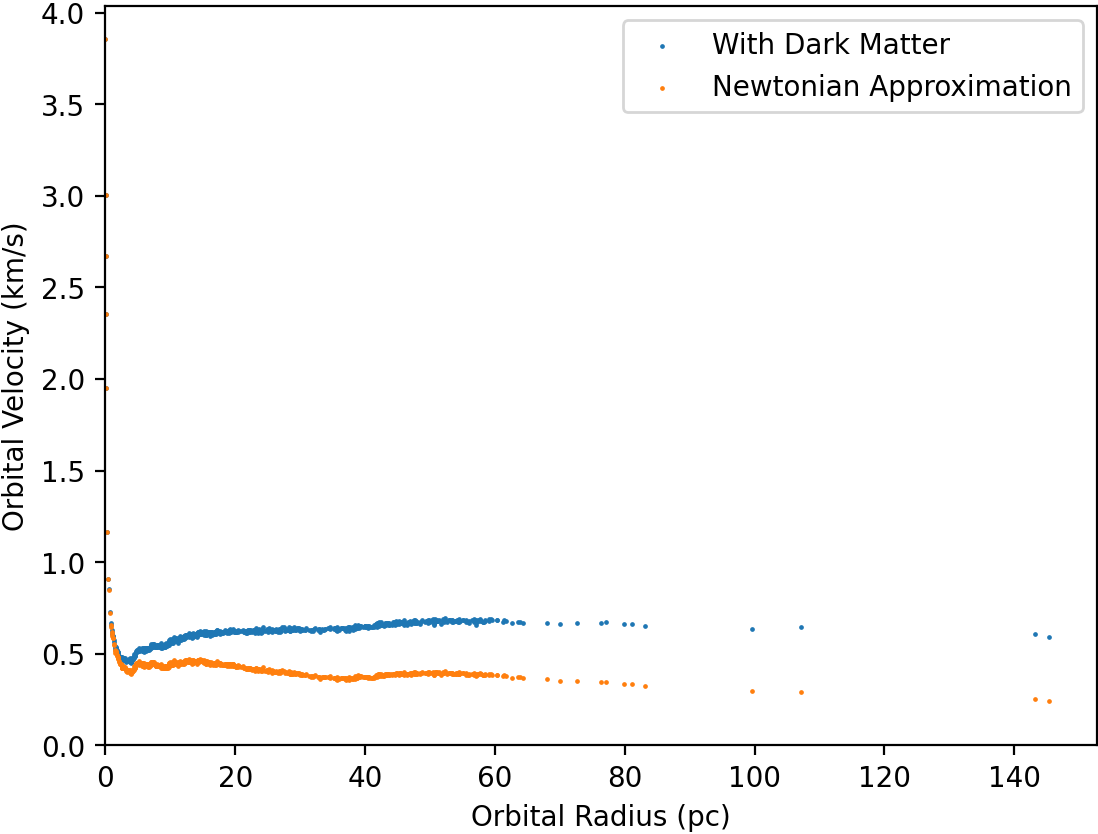 4.0
3.5
3.0
2.5
2.0
1.5
1.0
0.5
0.0
Orbital Velocity (km/s)
With Dark Matter
Newtonian Approximation
0 20 40 60 80 100 120 140
Orbital Radius (pc)